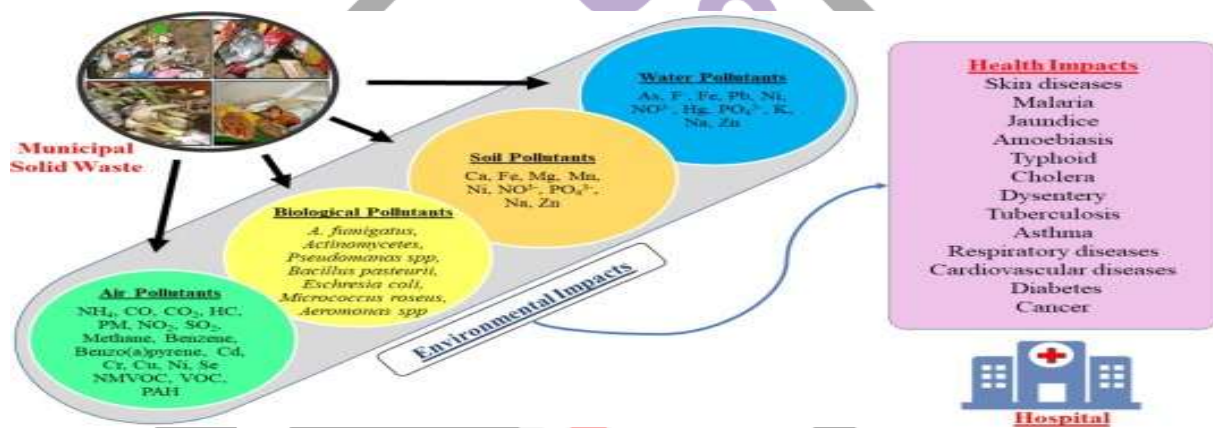 Municipal
Solid Waste
Water Pollutants
As, F⁻, Fe, Pb, Ni,
NO³⁻, Hg, PO₄³⁻, K,
Na, Zn
Soil Pollutants
Ca, Fe, Mg, Mn,
Ni, NO³⁻, PO₄³⁻,
Na, Zn
Biological Pollutants
A. fumigatus,
Actinomycetes,
Pseudomanas spp,
Bacillus pasteurii,
Eschresia coli,
Micrococcus roseus,
Aeromonas spp
Air Pollutants
NH₄, CO, CO₂, HC,
PM, NO₂, SO₂,
Methane, Benzene,
Benzo(a)pyrene, Cd,
Cr, Cu, Ni, Se
NMVOC, VOC,
PAH
Environmental Impacts
Health Impacts
Skin diseases
Malaria
Jaundice
Amoebiasis
Typhoid
Cholera
Dysentery
Tuberculosis
Asthma
Respiratory diseases
Cardiovascular diseases
Diabetes
Cancer
Hospital